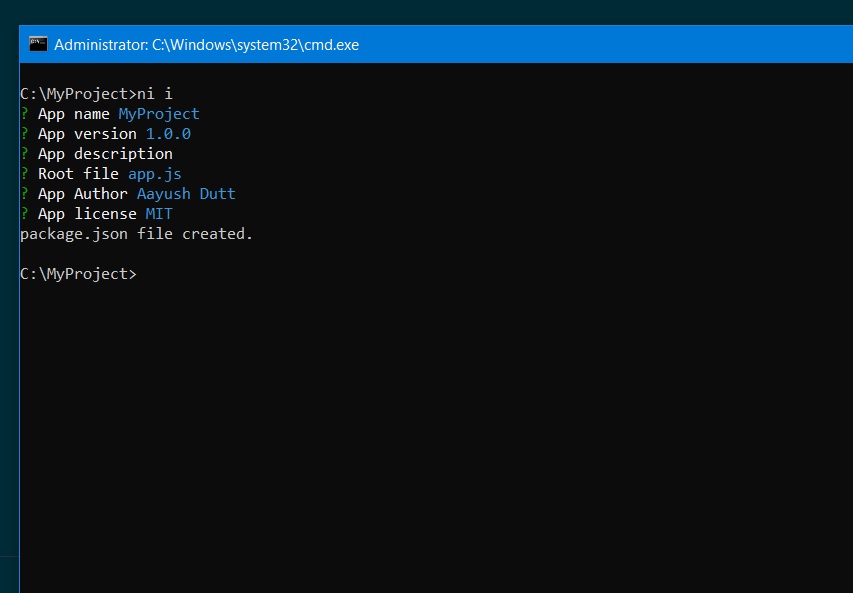 Administrator: C:\Windows\system32\cmd.exe
C:\MyProject>ni i
? App name MyProject
? App version 1.0.0
? App description
? Root file app.js
? App Author Aayush Dutt
? App license MIT
package.json file created.
C:\MyProject>